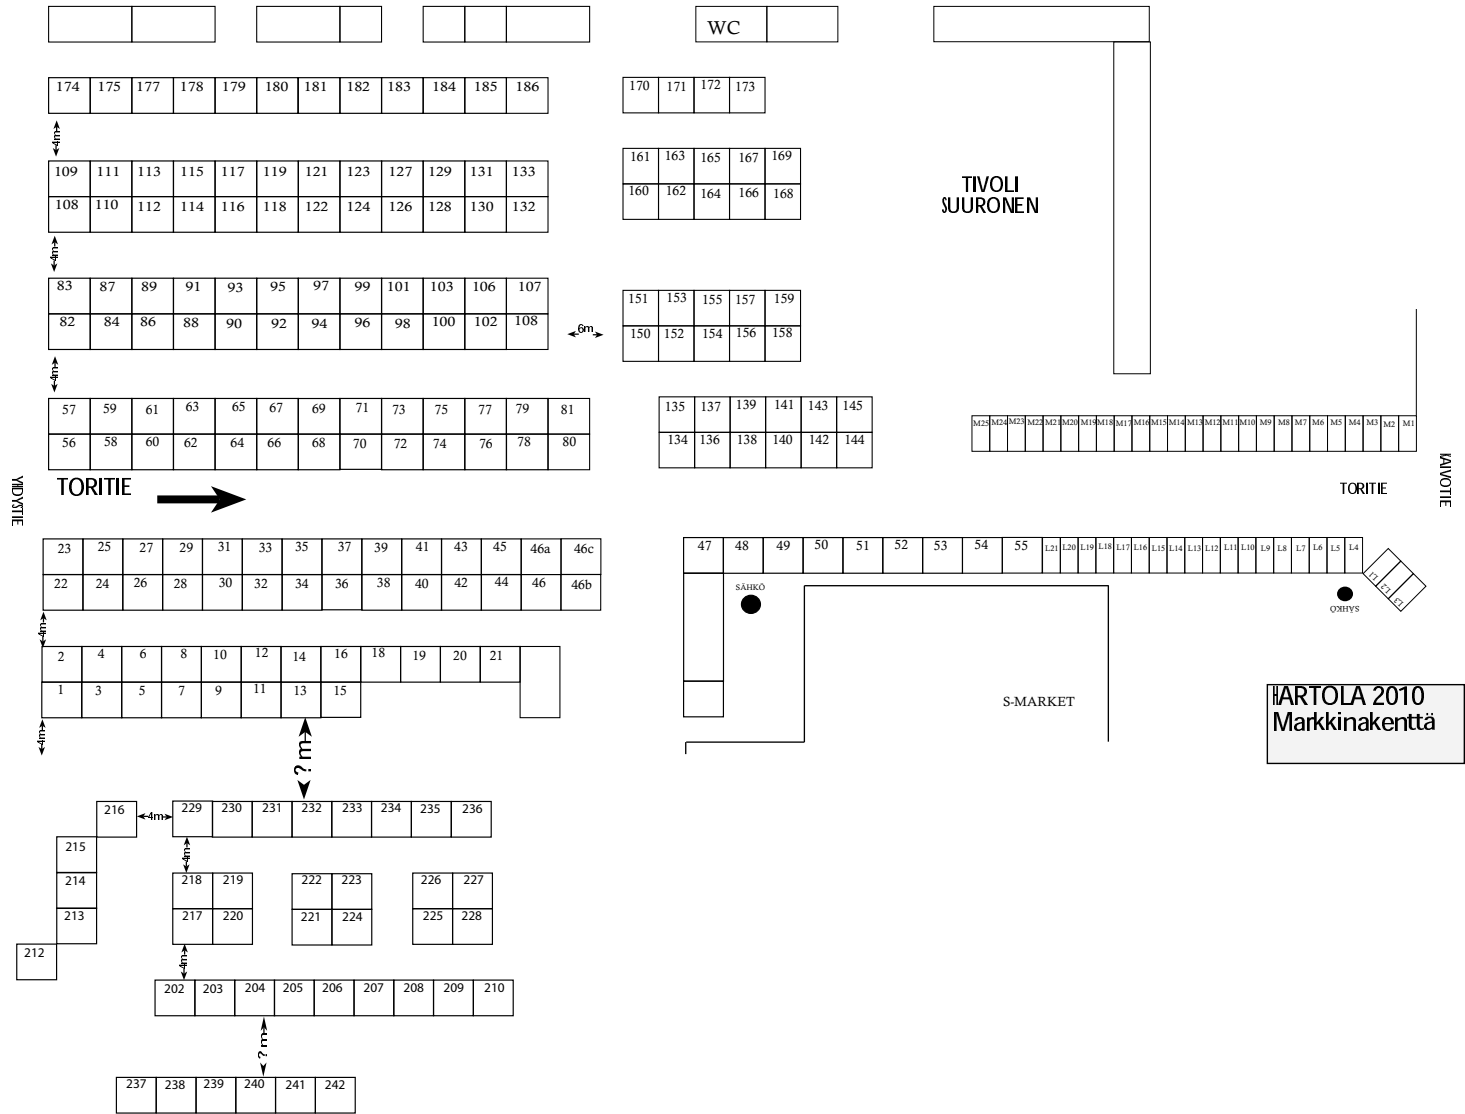 WC
174 175 177 178 179 180 181 182 183 184 185 186
170 171 172 173
4m
109 111 113 115 117 119 121 123 127 129 131 133
161 163 165 167 169
108 110 112 114 116 118 122 124 126 128 130 132
160 162 164 166 168
TIVOLI
SUURONEN
4m
83 87 89 91 93 95 97 99 101 103 106 107
151 153 155 157 159
82 84 86 88 90 92 94 96 98 100 102 108
6m
150 152 154 156 158
4m
57 59 61 63 65 67 69 71 73 75 77 79 81
135 137 139 141 143 145
56 58 60 62 64 66 68 70 72 74 76 78 80
134 136 138 140 142 144
M25 M24 M23 M22 M21 M20 M19 M18 M17 M16 M15 M14 M13 M12 M11 M10 M9 M8 M7 M6 M5 M4 M3 M2 M1
TORITIE
TORITIE
23 25 27 29 31 33 35 37 39 41 43 45 46a 46c
47 48 49 50 51 52 53 54 55 L21 L20 L19 L18 L17 L16 L15 L14 L13 L12 L11 L10 L9 L8 L7 L6 L5 L4
L1 L2 L3
22 24 26 28 30 32 34 36 38 40 42 44 46 46b
SÄHKÖ
SÄHKÖ
4m
2 4 6 8 10 12 14 16 18 19 20 21
1 3 5 7 9 11 13 15
S-MARKET
HARTOLA 2010
Markkinakenttä
4m
? m
216
4m
229 230 231 232 233 234 235 236
215
4m
214
218 219 222 223 226 227
213
217 220 221 224 225 228
212
4m
202 203 204 205 206 207 208 209 210
? m
237 238 239 240 241 242